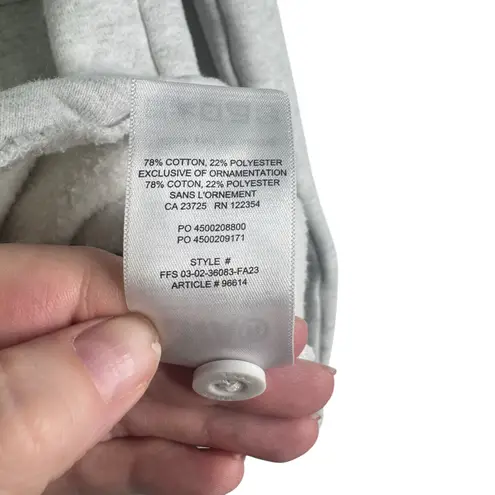 78% COTTON, 22% POLYESTER
EXCLUSIVE OF ORNAMENTATION
78% COTON, 22% POLYESTER
SANS L'ORNEMENT
CA 23725 RN 122354
PO 4500208800
PO 4500209171
STYLE #
FFS 03-02-36083-FA23
ARTICLE # 96614